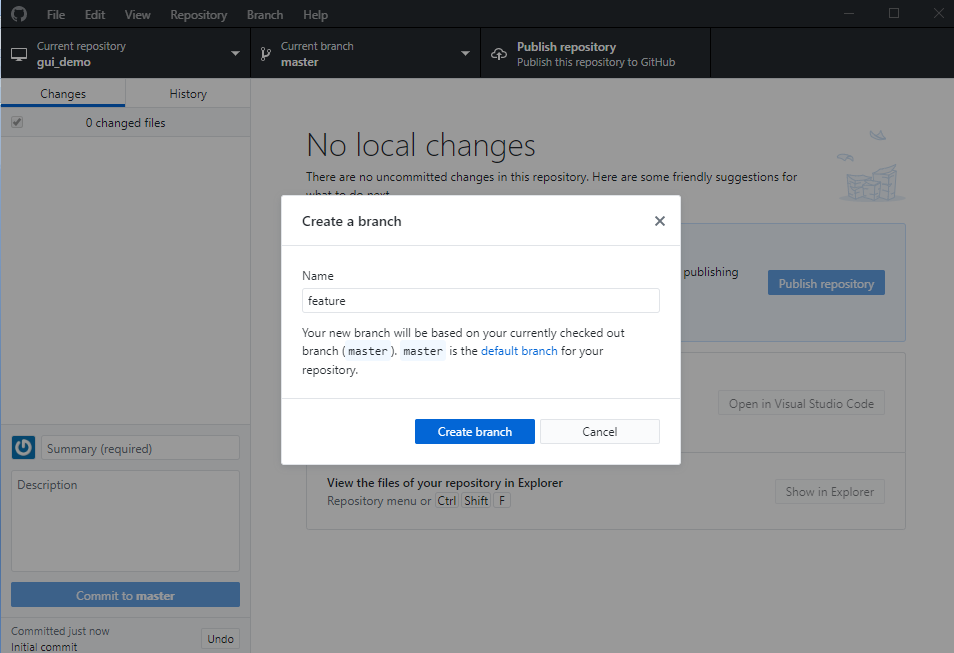 File Edit View Repository Branch Help
Current repository
gui_demo
Current branch
master
Publish repository
Publish this repository to GitHub
Changes History
0 changed files
No local changes
There are no uncommitted changes in this repository. Here are some friendly suggestions for
what to do next.
publishing
Publish repository
Create a branch
Name
feature
Your new branch will be based on your currently checked out
branch (master). master is the default branch for your
repository.
Create branch Cancel
Open in Visual Studio Code
View the files of your repository in Explorer
Repository menu or Ctrl Shift F
Show in Explorer
Summary (required)
Description
Commit to master
Committed just now
Initial commit
Undo